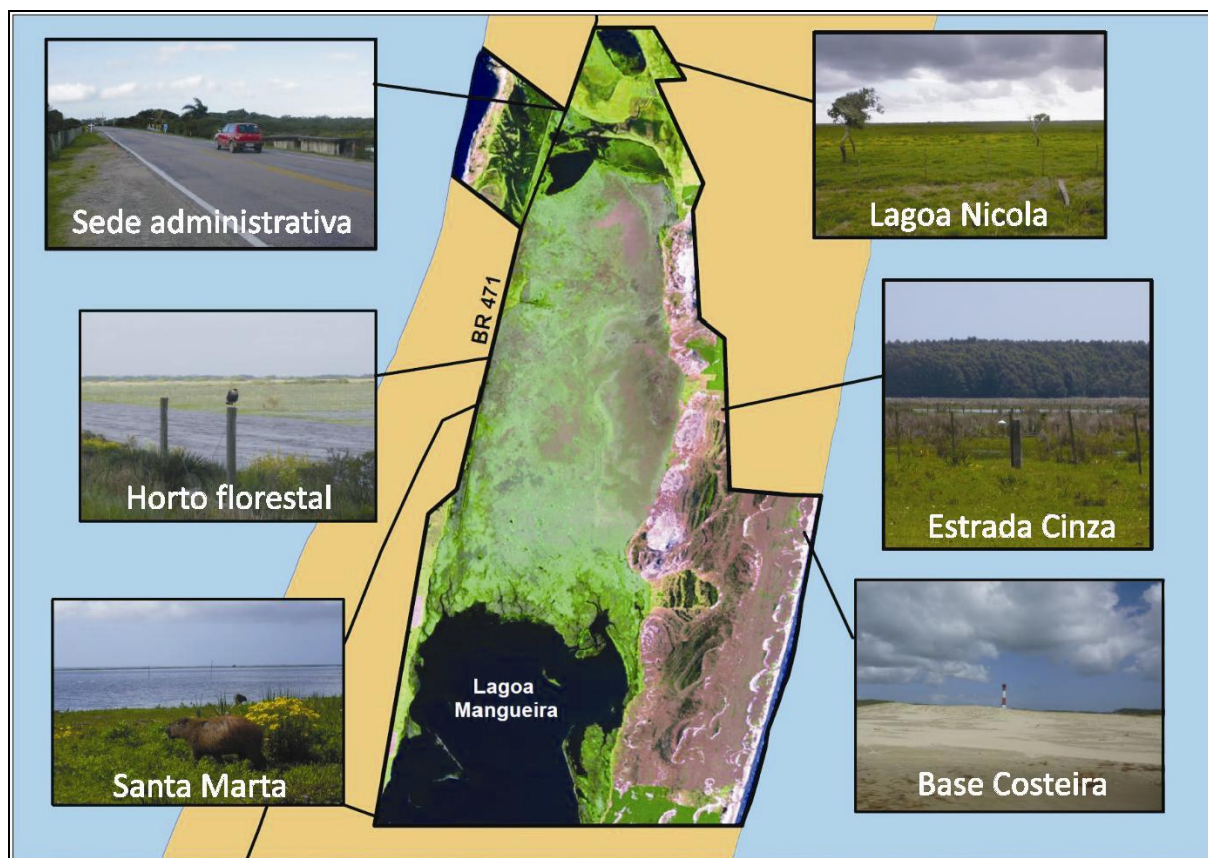 Sede administrativa
Lagoa Nicola
BR 471
Horto florestal
Estrada Cinza
Lagoa
Mangueira
Santa Marta
Base Costeira